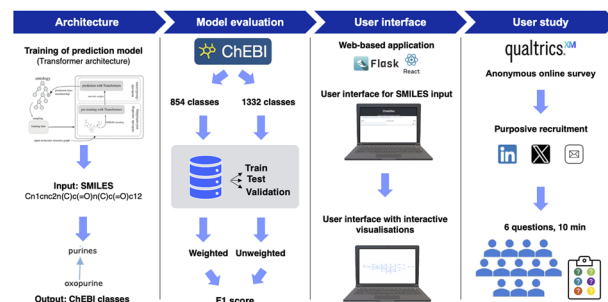 Architecture
Model evaluation
User interface
User study
Training of prediction model
(Transformer architecture)
Input: SMILES
Cn1cnc2n(C)c(=O)n(C)c(=O)c12
purines
oxopurine
Output: ChEBI classes
ChEBI
854 classes
1332 classes
Train
Test
Validation
Weighted
Unweighted
F1 score
Web-based application
Flask
React
User interface for SMILES input
User interface with interactive
visualisations
qualtrics.XM
Anonymous online survey
Purposive recruitment
in
X
6 questions, 10 min